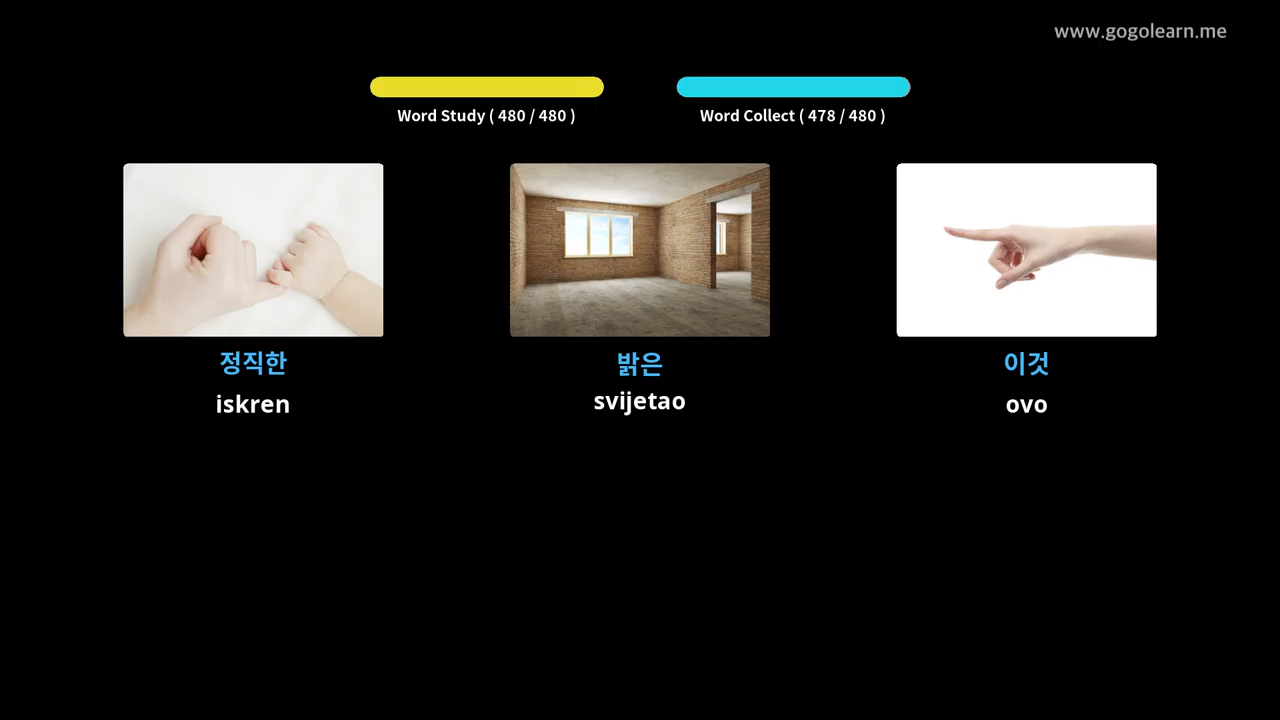 www.gogolearn.me
Word Study ( 480 / 480 )
Word Collect ( 478 / 480 )
정직한
밝은
이것
iskren
svijetao
ovo